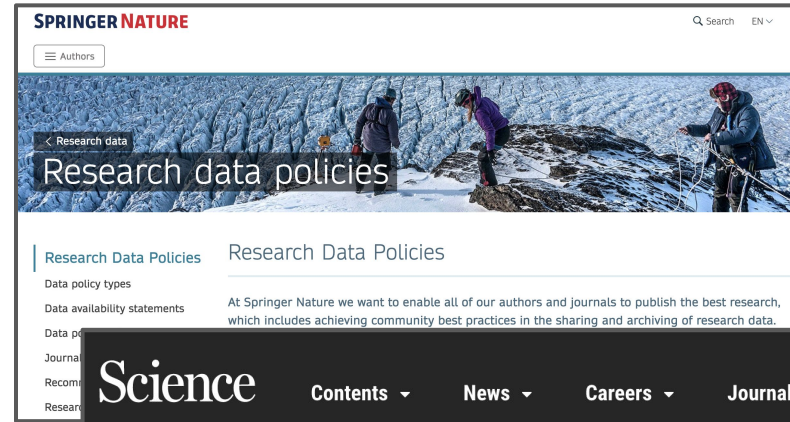 SPRINGER NATURE
Search EN
Authors
< Research data
Research data policies
Research Data Policies
Data policy types
Data availability statements
Research Data Policies
At Springer Nature we want to enable all of our authors and journals to publish the best research,
which includes achieving community best practices in the sharing and archiving of research data.
Data
Journal
Science
Contents
News
Careers
Journal